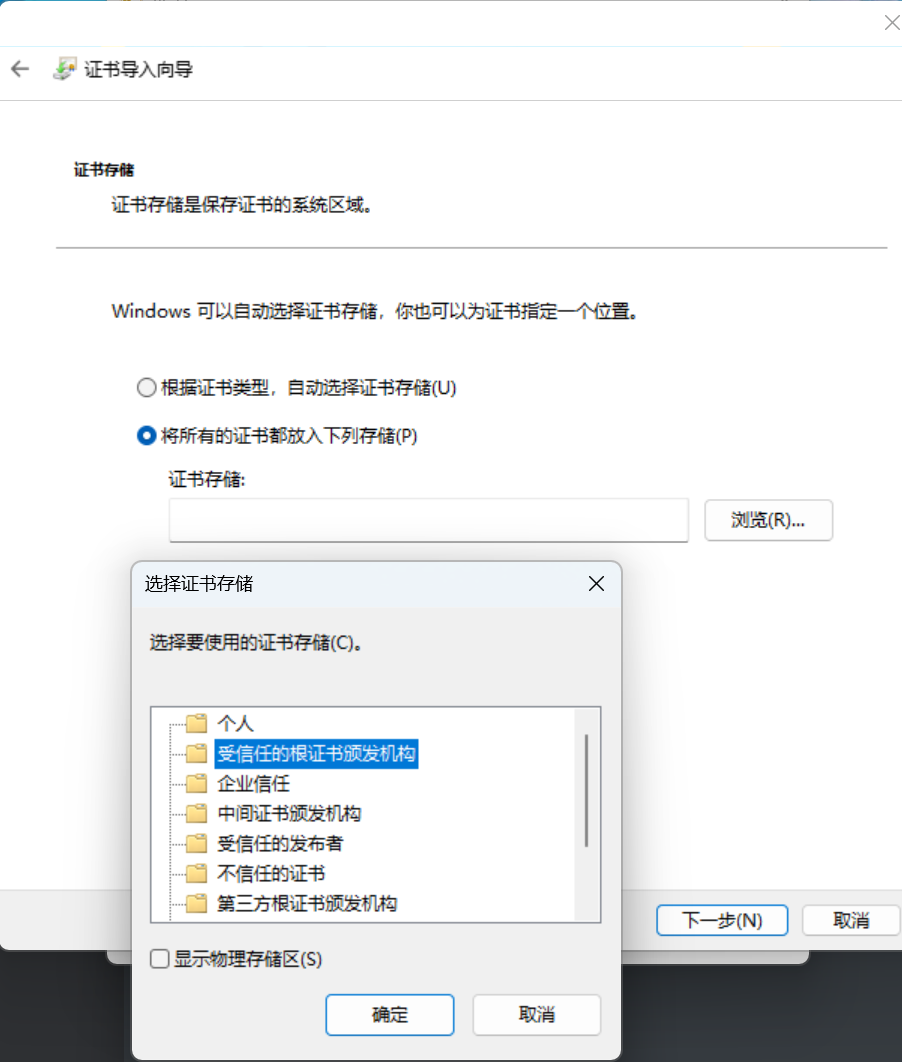 证书导入向导
证书存储
证书存储是保存证书的系统区域。
Windows 可以自动选择证书存储，你也可以为证书指定一个位置。
根据证书类型，自动选择证书存储(U)
将所有的证书都放入下列存储(P)
证书存储:
浏览(R)...
选择证书存储
选择要使用的证书存储(C)。
个人
受信任的根证书颁发机构
企业信任
中间证书颁发机构
受信任的发布者
不信任的证书
第三方根证书颁发机构
下一步(N)
取消
显示物理存储区(S)
确定
取消